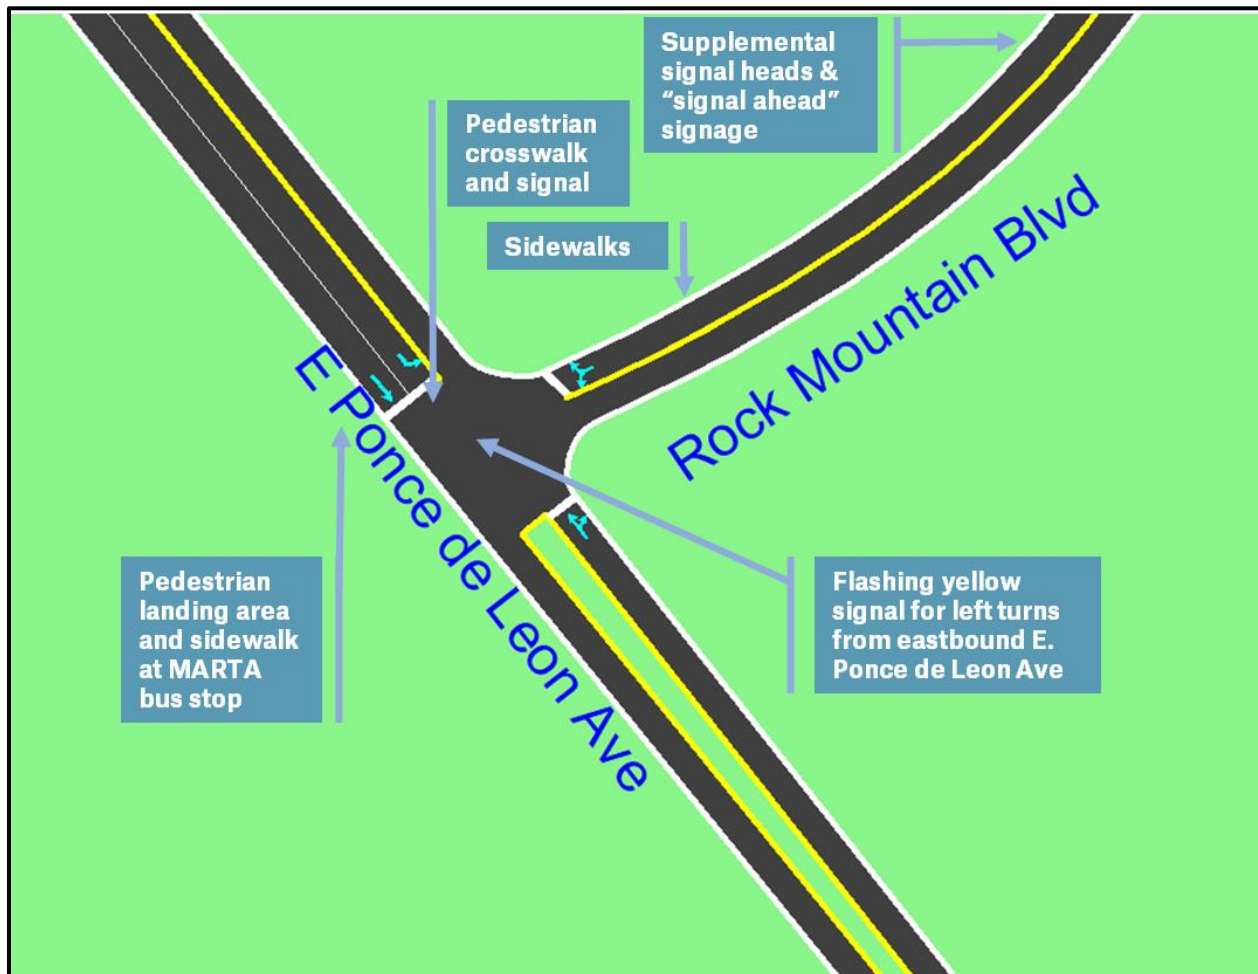 Supplemental
signal heads &
“signal ahead”
signage
Pedestrian
crosswalk
and signal
Sidewalks
Rock Mountain Blvd
E Ponce de Leon Ave
Pedestrian
landing area
and sidewalk
at MARTA
bus stop
Flashing yellow
signal for left turns
from eastbound E.
Ponce de Leon Ave